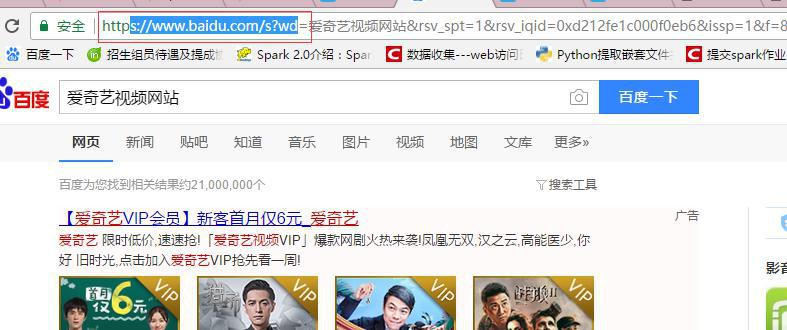 安全 https://www.baidu.com/s?wd=爱奇艺视频网站&rsv_spt=1&rsv_iqid=0xd212fe1c000f0eb6&issp=1&f=8
百度一下 招生组员待遇及提成协 Spark 2.0介绍：Spa 数据收集---web访问日 Python提取嵌套文件 提交spark作业
百度 爱奇艺视频网站 百度一下
网页 新闻 贴吧 知道 音乐 图片 视频 地图 文库 更多»
百度为您找到相关结果约21,000,000个 搜索工具
【爱奇艺VIP会员】新客首月仅6元_爱奇艺 广告
爱奇艺 限时低价,速速抢!「爱奇艺视频VIP」爆款网剧火热来袭!凤凰无双,汉之云,高能医少,你
好 旧时光,点击加入爱奇艺VIP抢先看一周!
首月仅6元 VIP VIP VIP VIP
影音